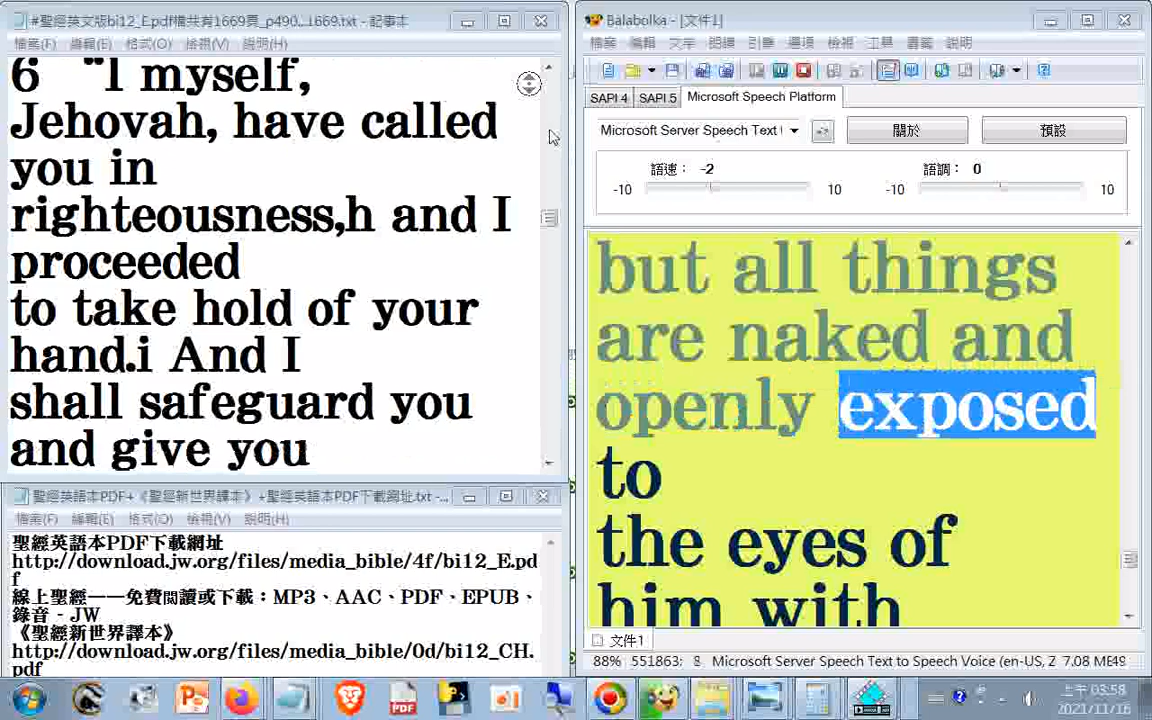 #聖經英文版bi12_E.pdf檔共有1669頁_p490...1669.txt - 記事本
檔案(F) 編輯(E) 格式(O) 檢視(V) 說明(H)
6 “I myself,
Jehovah, have called
you in
righteousness,h and I
proceeded
to take hold of your
hand.i And I
shall safeguard you
and give you
聖經英語本PDF+《聖經新世界譯本》+聖經英語本PDF下載網址.txt -...
檔案(F) 編輯(E) 格式(O) 檢視(V) 說明(H)
聖經英語本PDF下載網址
http://download.jw.org/files/media_bible/4f/bi12_E.pd
f
線上聖經——免費閱讀或下載：MP3、AAC、PDF、EPUB、
錄音 - JW
《聖經新世界譯本》
http://download.jw.org/files/media_bible/0d/bi12_CH.
pdf
Balabolka - [文件1]
檔案 編輯 文字 朗讀 引擎 選項 檢視 工具 書籤 說明
SAPI 4 SAPI 5 Microsoft Speech Platform
Microsoft Server Speech Text 關於 預設
語速： -2 語調： 0
-10 10 -10 10
but all things
are naked and
openly exposed
to
the eyes of
him with
文件1
88% 551863: 8 Microsoft Server Speech Text to Speech Voice (en-US, Z 7.08
上午 03:58
2021/11/16